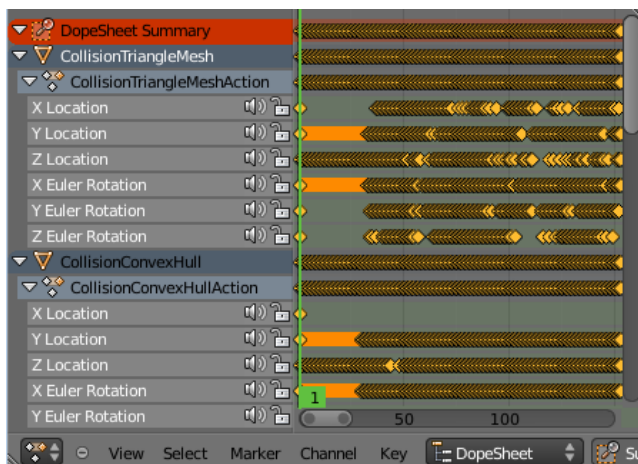 DopeSheet Summary
CollisionTriangleMesh
CollisionTriangleMeshAction
X Location
Y Location
Z Location
X Euler Rotation
Y Euler Rotation
Z Euler Rotation
CollisionConvexHull
CollisionConvexHullAction
X Location
Y Location
Z Location
X Euler Rotation
1
Y Euler Rotation
50 100
View Select Marker Channel Key DopeSheet